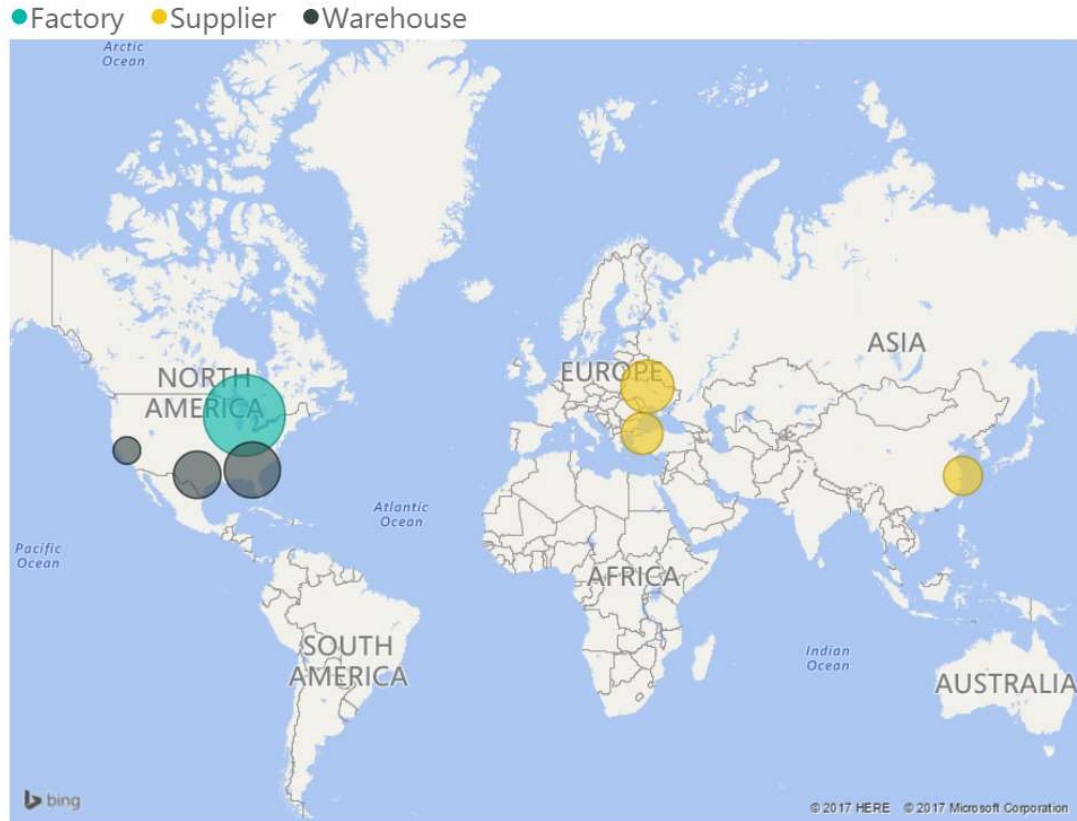 Factory Supplier Warehouse
Arctic
Ocean
ASIA
EUROPE
NORTH
AMERICA
Atlantic
Ocean
Pacific
Ocean
AFRICA
SOUTH
AMERICA
Indian
Ocean
AUSTRALIA
bing
© 2017 HERE © 2017 Microsoft Corporation